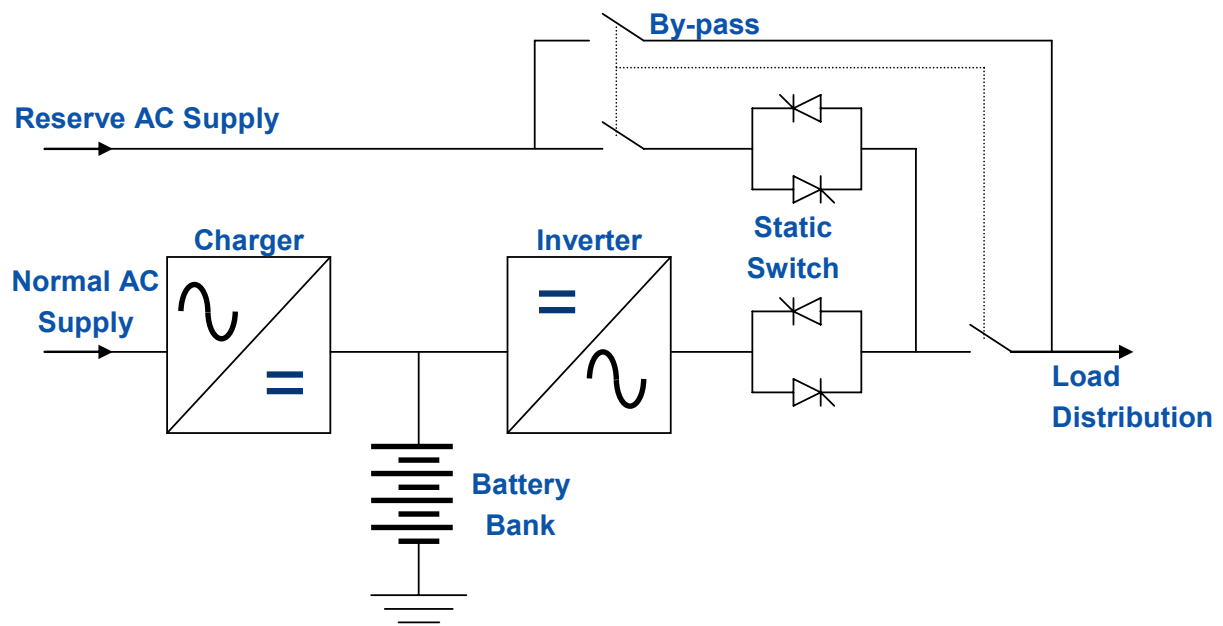 By-pass
Reserve AC Supply
Charger
Inverter
Static
Switch
Normal AC
Supply
Load
Distribution
Battery
Bank